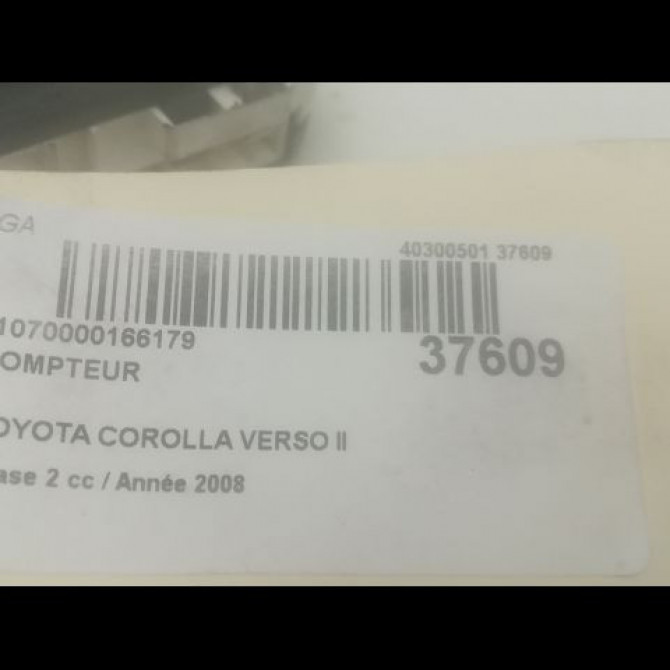 GA
40300501 37609
1070000166179
37609
OMPTEUR
OYOTA COROLLA VERSO II
ase 2 cc / Année 2008